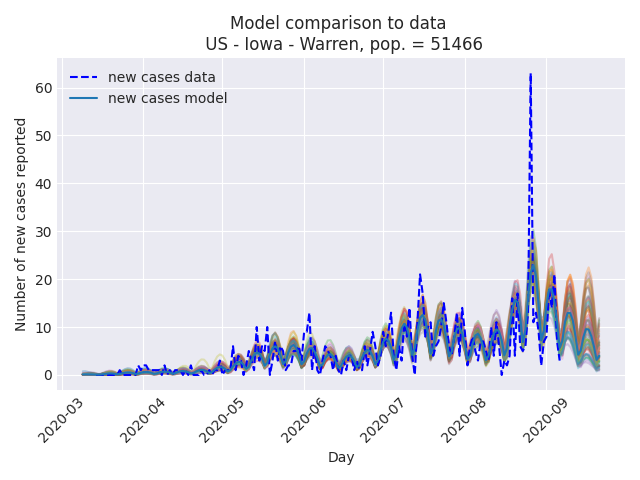 Model comparison to data
US - Iowa - Warren, pop. = 51466
new cases data
new cases model
Number of new cases reported
60
50
40
30
20
10
0
2020-03
2020-04
2020-05
2020-06
2020-07
2020-08
2020-09
Day